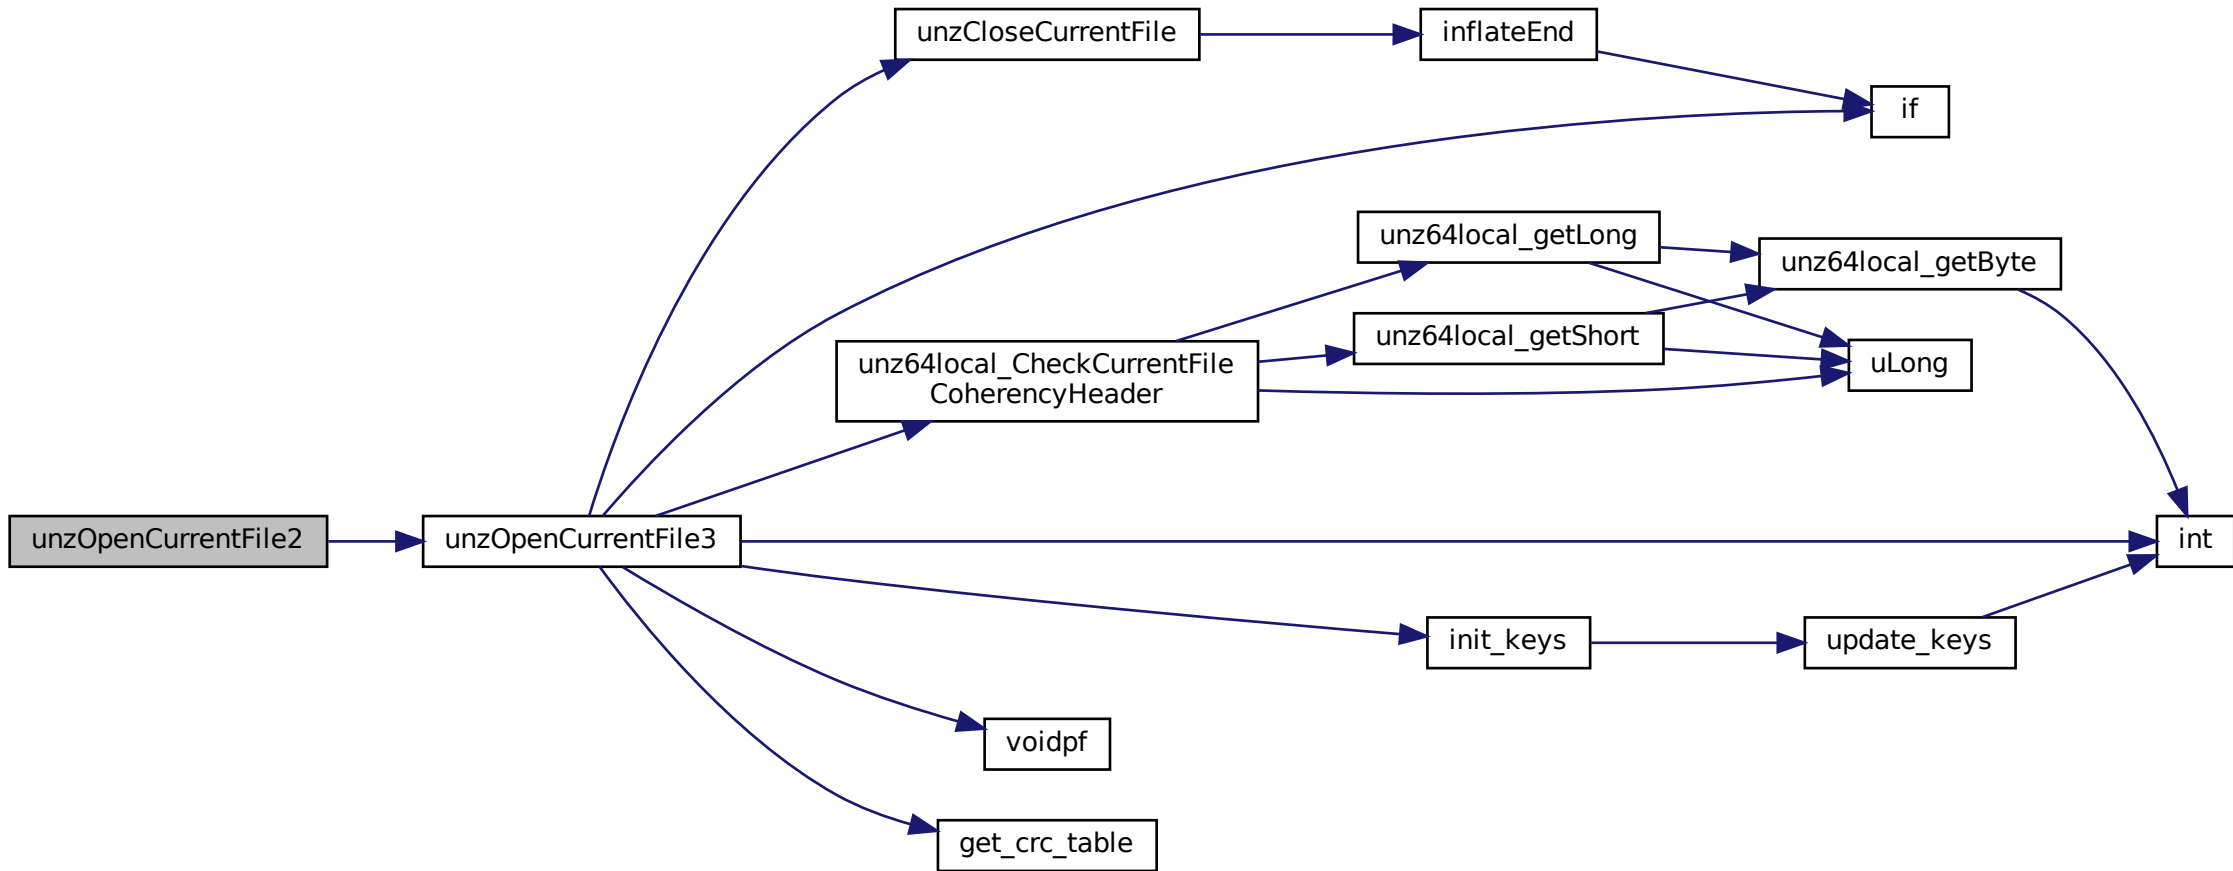 unzCloseCurrentFile
inflateEnd
if
unz64local_getLong
unz64local_getByte
unz64local_getShort
unz64local_CheckCurrentFile
CoherencyHeader
uLong
unzOpenCurrentFile2
unzOpenCurrentFile3
int
init_keys
update_keys
voidpf
get_crc_table